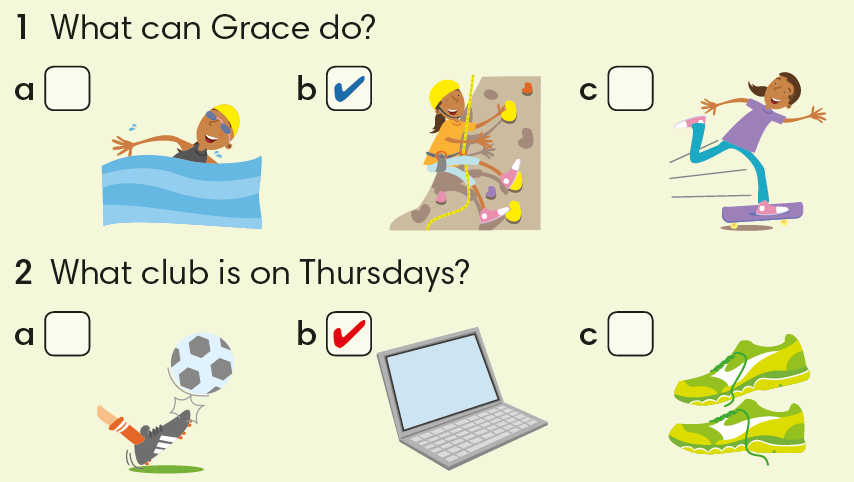 1 What can Grace do?
a b ✔ c
2 What club is on Thursdays?
a b ✔ c